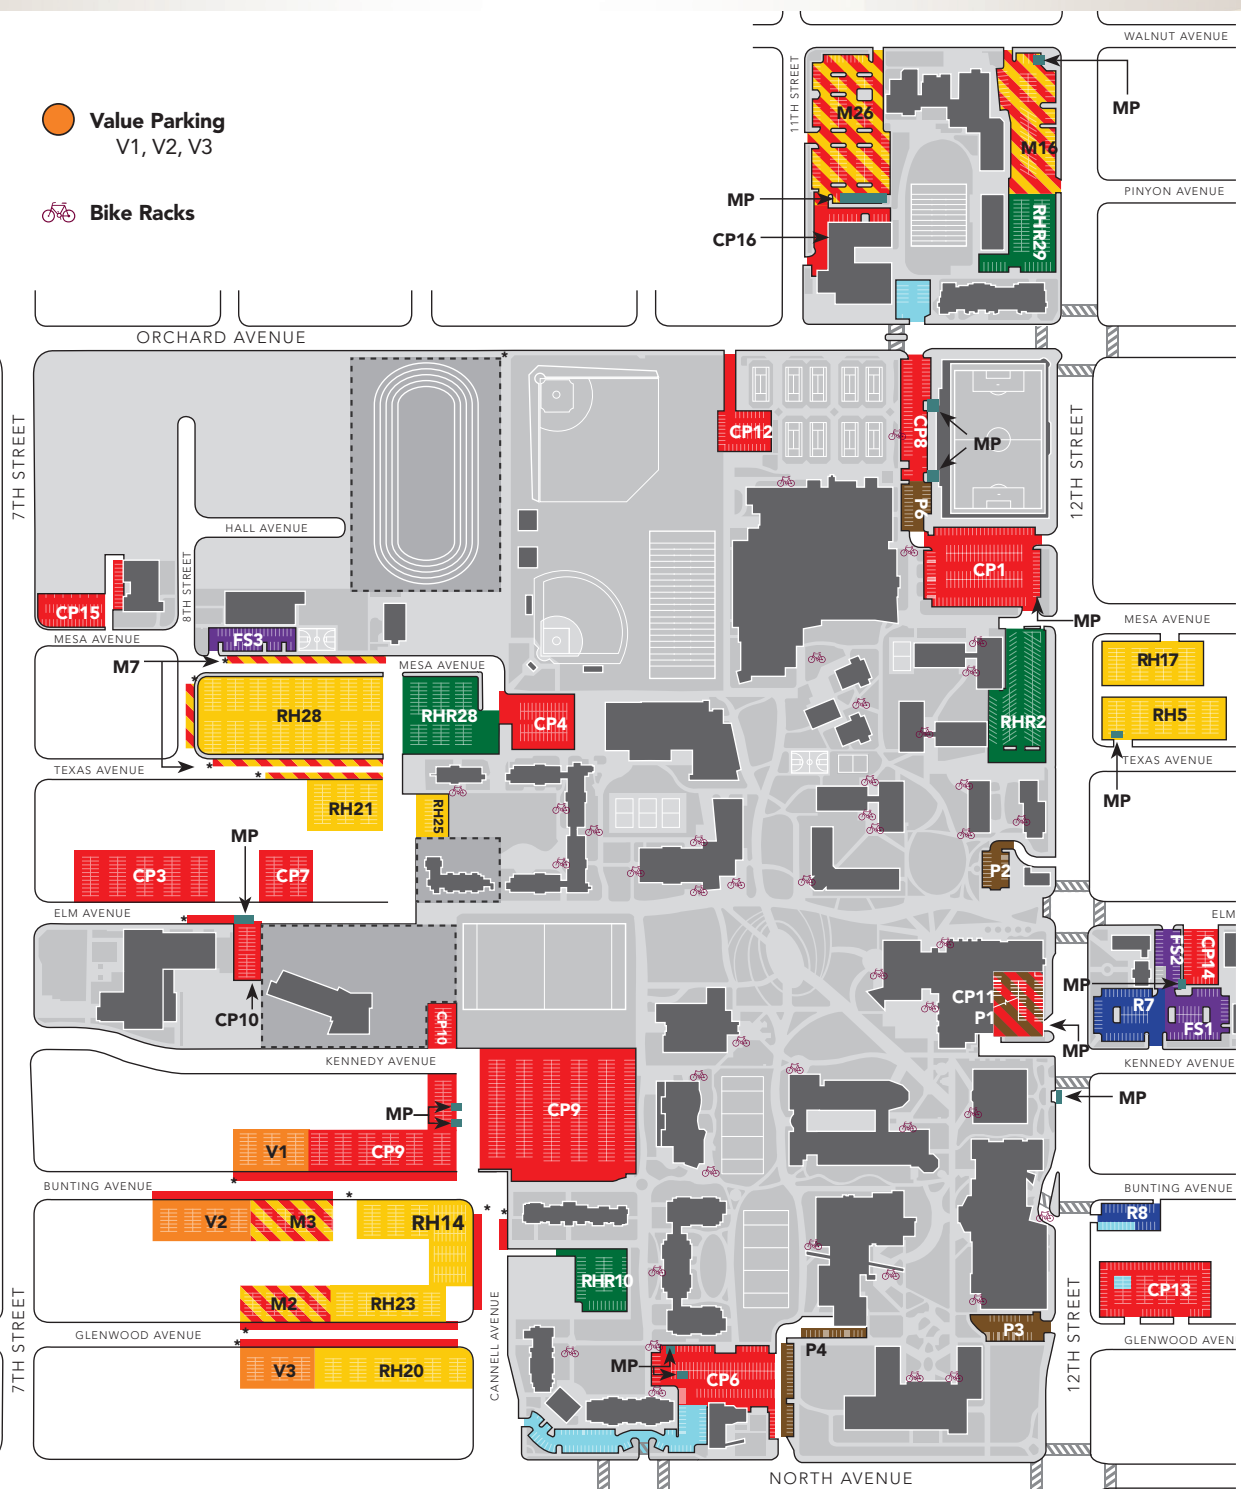 WALNUT AVENUE
11TH STREET
Value Parking
V1, V2, V3
M26
MP
M16
Bike Racks
PINYON AVENUE
MP
RHR29
CP16
ORCHARD AVENUE
7TH STREET
12TH STREET
CP12
CP8
MP
P6
HALL AVENUE
8TH STREET
CP1
CP15
MESA AVENUE
FS3
MP
MESA AVENUE
M7
MESA AVENUE
RH17
RH28
RHR28
CP4
RHR2
RH5
TEXAS AVENUE
TEXAS AVENUE
RH21
RH25
MP
MP
CP3
CP7
P2
ELM AVENUE
ELM
FS2
CP14
CP11
MP
P1
R7
CP10
CP10
FS1
MP
KENNEDY AVENUE
KENNEDY AVENUE
MP
CP9
MP
V1
CP9
BUNTING AVENUE
BUNTING AVENUE
V2
M3
RH14
R8
RHR10
CP13
M2
RH23
7TH STREET
CANNELL AVENUE
12TH STREET
GLENWOOD AVENUE
P3
GLENWOOD AVEN
P4
V3
RH20
MP
CP6
NORTH AVENUE